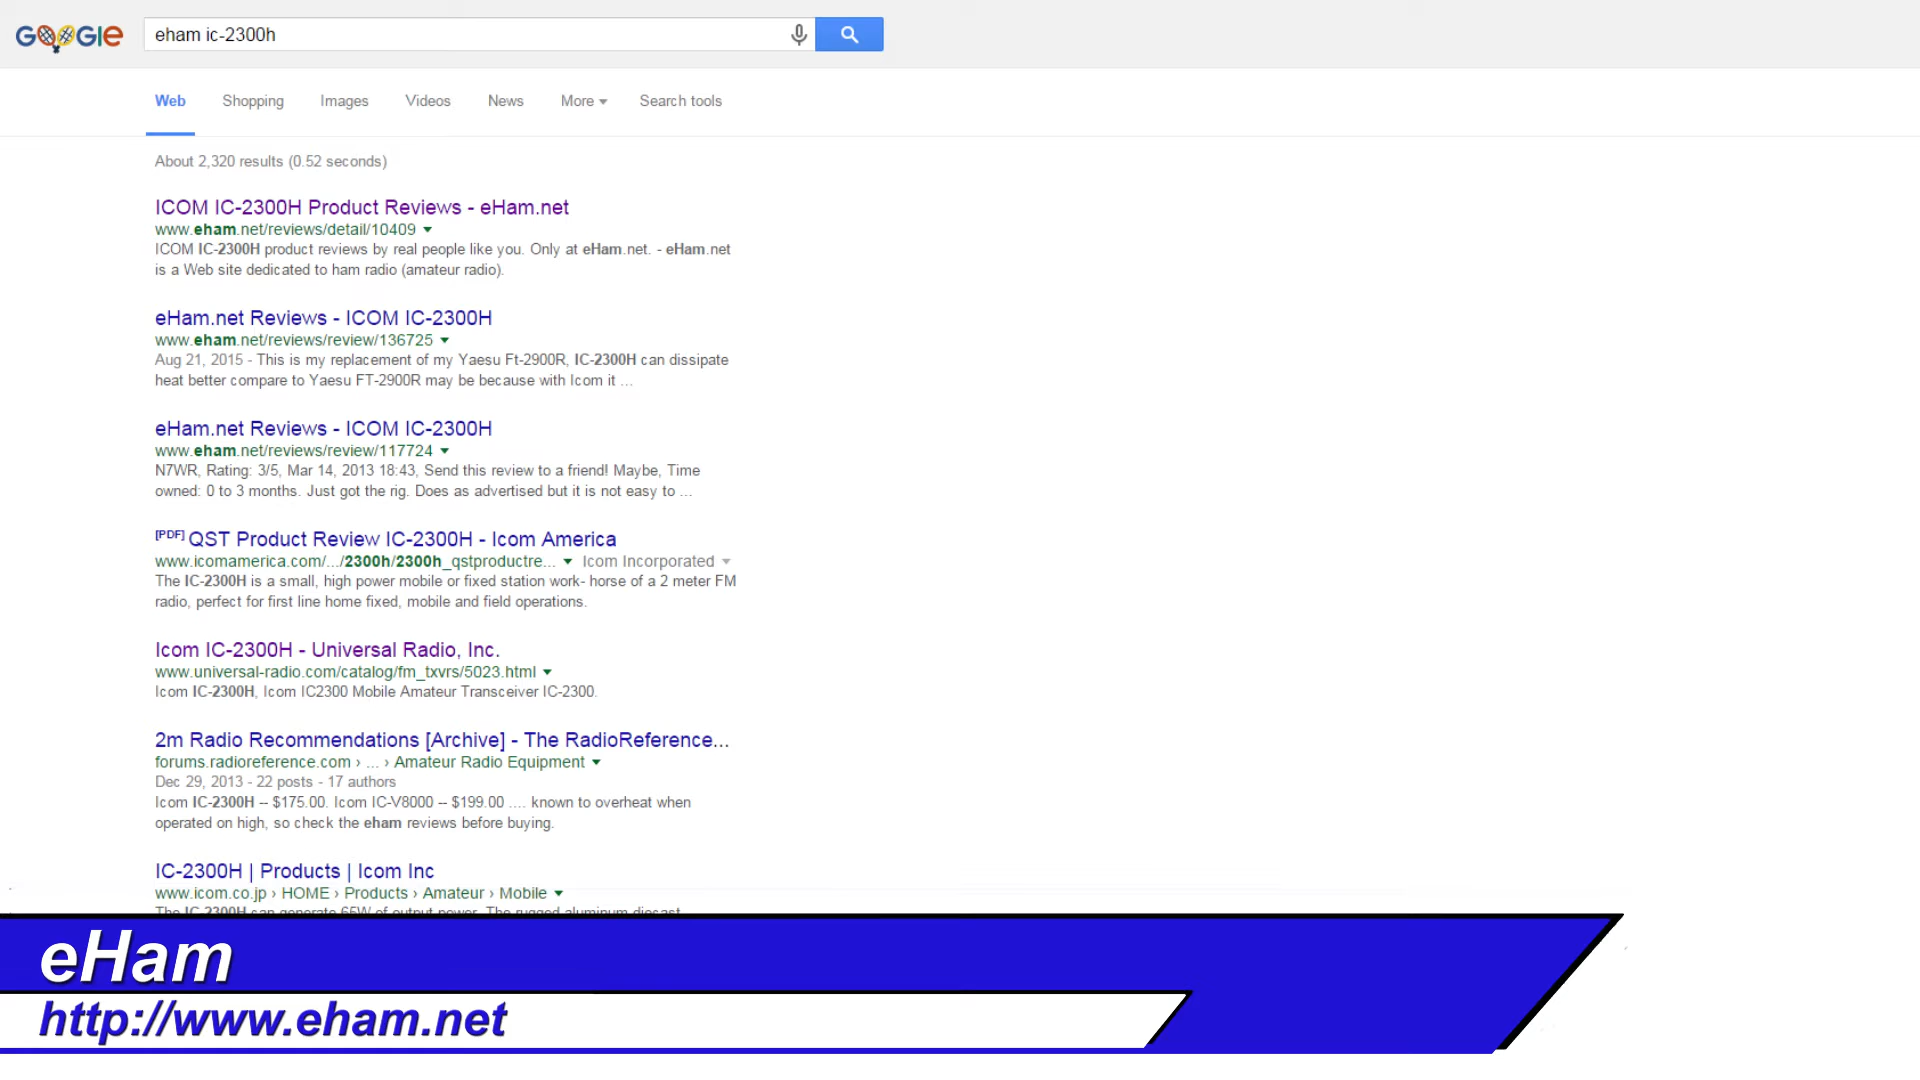 Google
eham ic-2300h
Web Shopping Images Videos News More Search tools
About 2,320 results (0.52 seconds)
ICOM IC-2300H Product Reviews - eHam.net
www.eham.net/reviews/detail/10409
ICOM IC-2300H product reviews by real people like you. Only at eHam.net. - eHam.net
is a Web site dedicated to ham radio (amateur radio).
eHam.net Reviews - ICOM IC-2300H
www.eham.net/reviews/review/136725
Aug 21, 2015 - This is my replacement of my Yaesu Ft-2900R, IC-2300H can dissipate
heat better compare to Yaesu FT-2900R may be because with Icom it ...
eHam.net Reviews - ICOM IC-2300H
www.eham.net/reviews/review/117724
N7WR, Rating: 3/5, Mar 14, 2013 18:43, Send this review to a friend! Maybe, Time
owned: 0 to 3 months. Just got the rig. Does as advertised but it is not easy to ...
[PDF] QST Product Review IC-2300H - Icom America
www.icomamerica.com/.../2300h/2300h_qstproductre... Icom Incorporated
The IC-2300H is a small, high power mobile or fixed station work- horse of a 2 meter FM
radio, perfect for first line home fixed, mobile and field operations.
Icom IC-2300H - Universal Radio, Inc.
www.universal-radio.com/catalog/fm_txvrs/5023.html
Icom IC-2300H, Icom IC2300 Mobile Amateur Transceiver IC-2300.
2m Radio Recommendations [Archive] - The RadioReference...
forums.radioreference.com › ... › Amateur Radio Equipment
Dec 29, 2013 - 22 posts - 17 authors
Icom IC-2300H -- $175.00. Icom IC-V8000 -- $199.00 .... known to overheat when
operated on high, so check the eham reviews before buying.
IC-2300H | Products | Icom Inc
www.icom.co.jp › HOME › Products › Amateur › Mobile
The IC-2300H can generate 65W of output power. The rugged aluminum diecast
eHam
http://www.eham.net